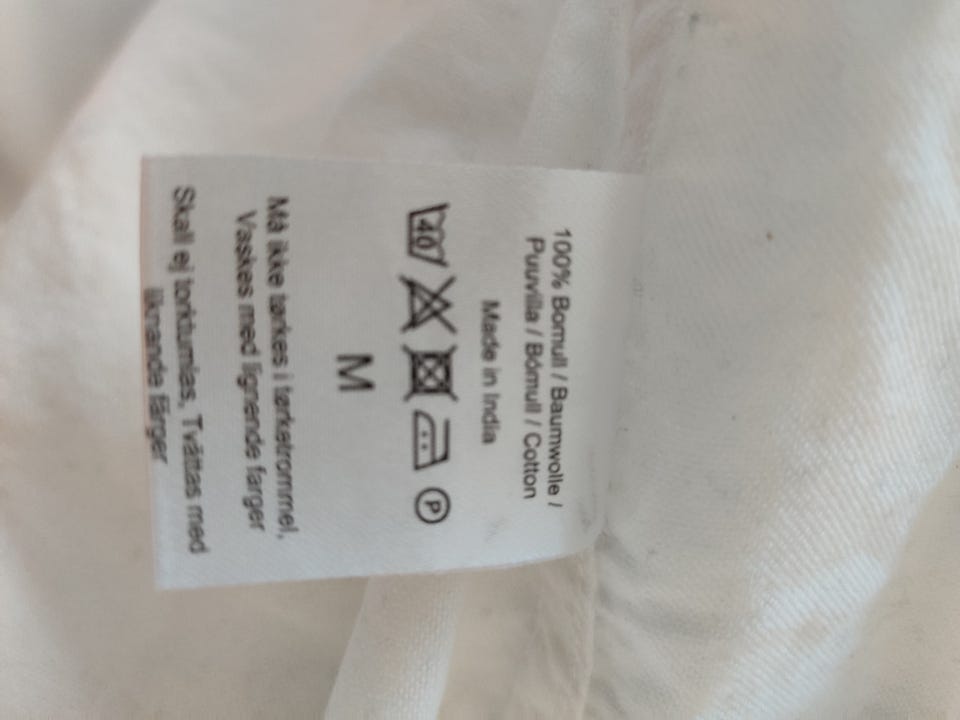 100% Bomull / Baumwolle /
Puuvilla / Bómull / Cotton
Made in India
40
P
M
Må ikke tørkes i tørketrommel,
Vaskes med lignende farger
Skall ej torktumlas, Tvättas med
liknande färger